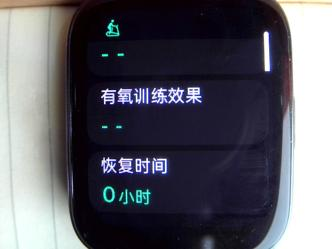 --
有氧训练效果
--
恢复时间
0小时